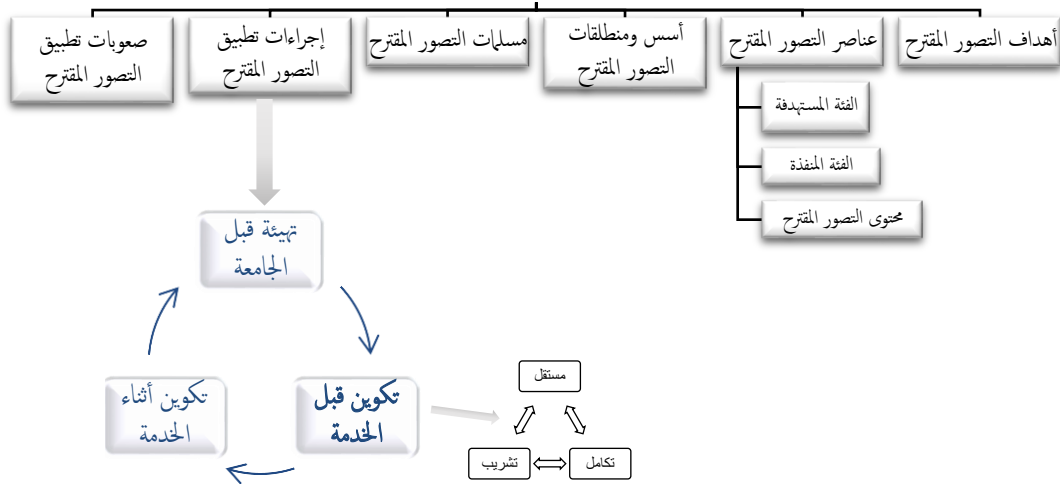 أهداف التصور المقترح
عناصر التصور المقترح
أسس ومنطلقات
التصور المقترح
مسلمات التصور المقترح
إجراءات تطبيق
التصور المقترح
صعوبات تطبيق
التصور المقترح
الفئة المستهدفة
الفئة المنفذة
محتوى التصور المقترح
تهيئة قبل
الجامعة
تكوين قبل
الخدمة
تكوين أثناء
الخدمة
مستقل
تكامل
تشريب